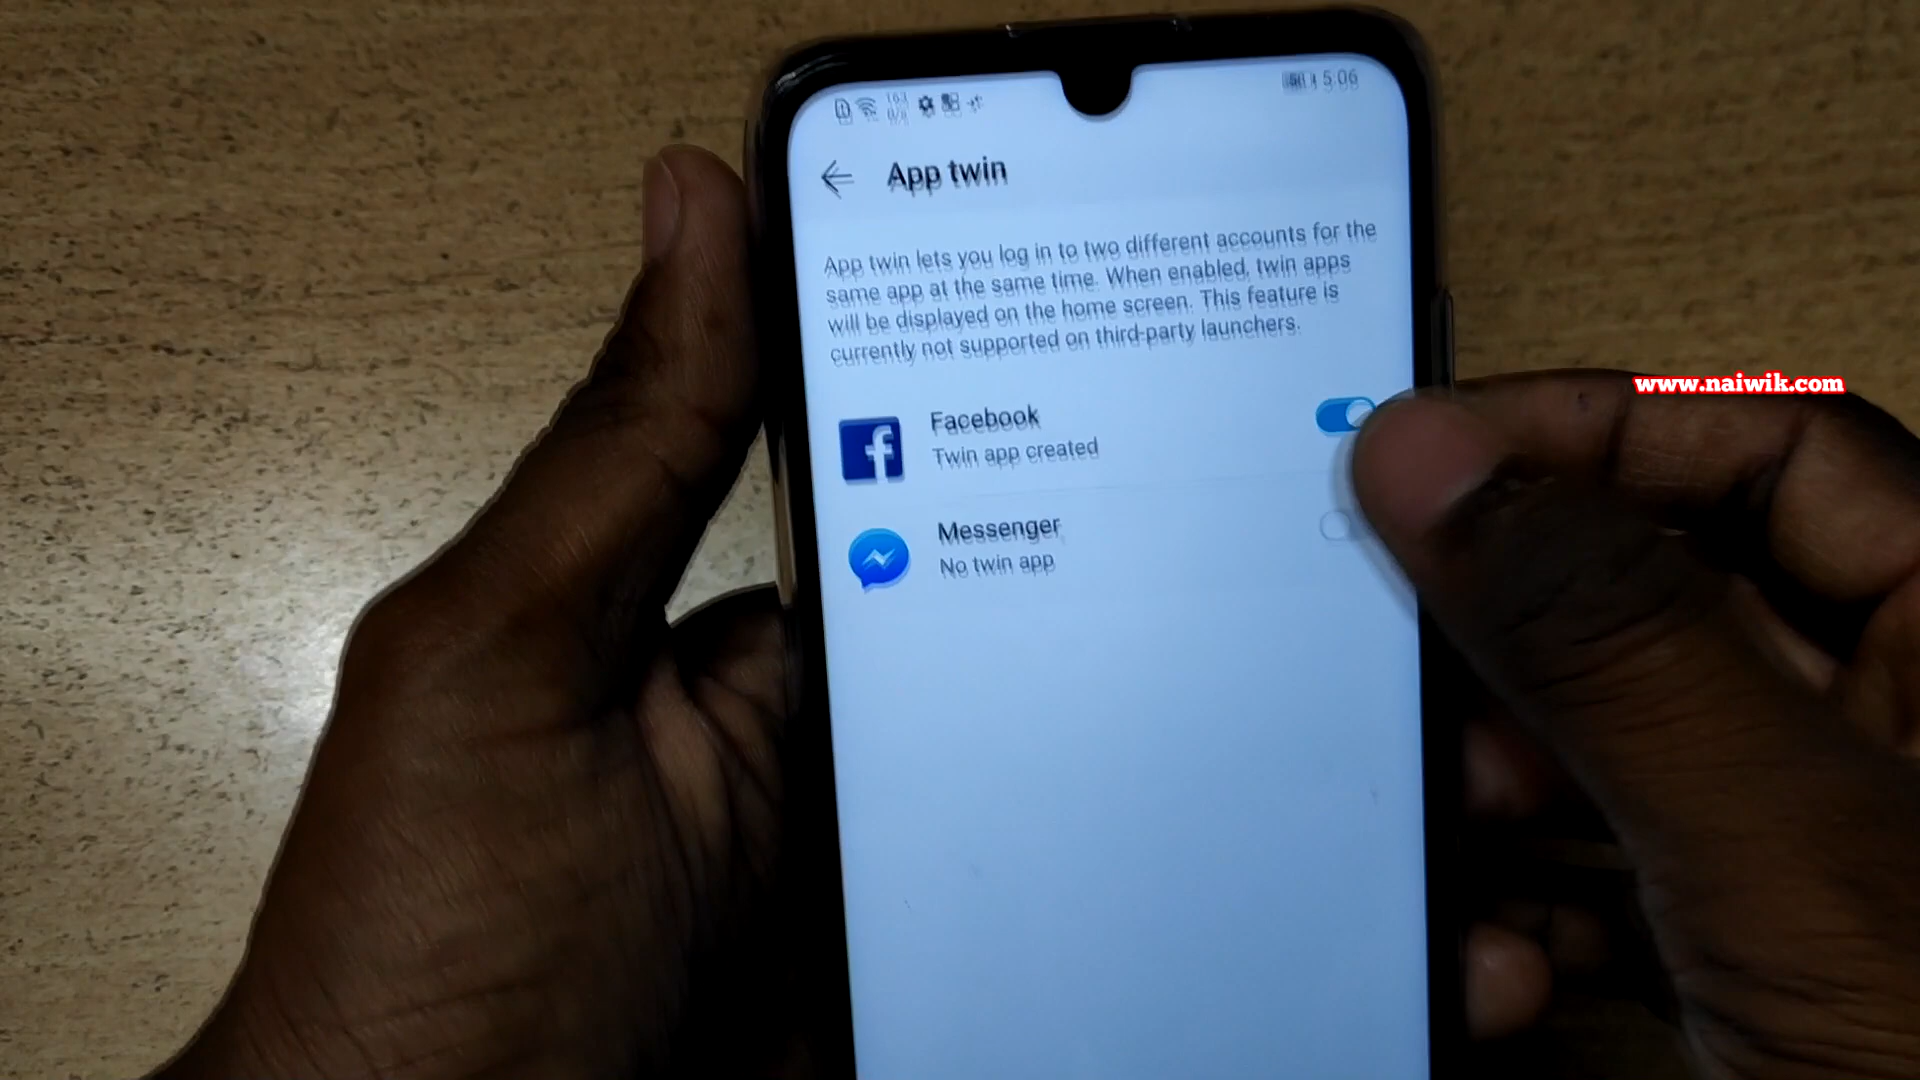 5:06
App twin
App twin lets you log in to two different accounts for the
same app at the same time. When enabled, twin apps
will be displayed on the home screen. This feature is
currently not supported on third-party launchers.
Facebook
Twin app created
Messenger
No twin app
www.naiwik.com